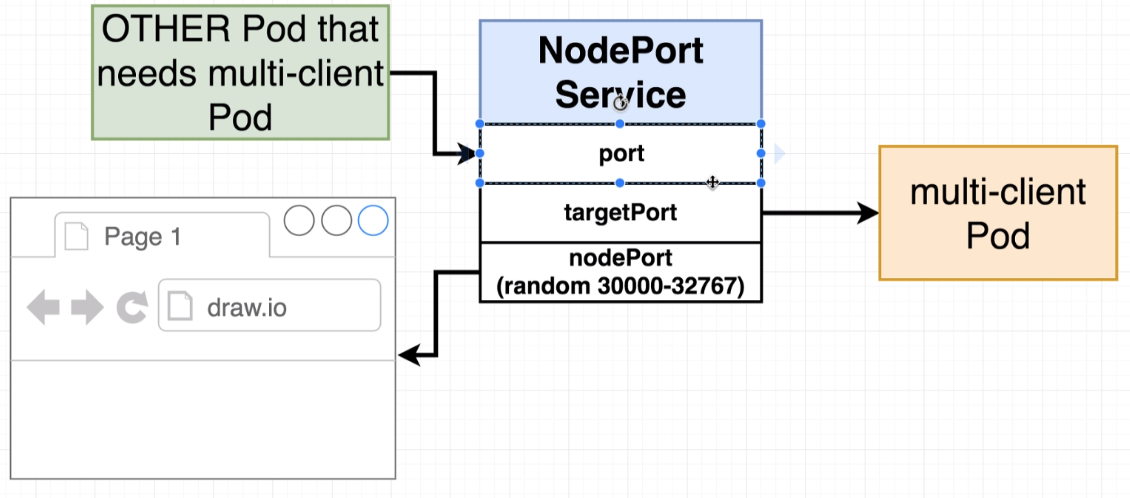 OTHER Pod that
needs multi-client
Pod
NodePort
Service
port
targetPort
nodePort
(random 30000-32767)
multi-client
Pod
Page 1
draw.io